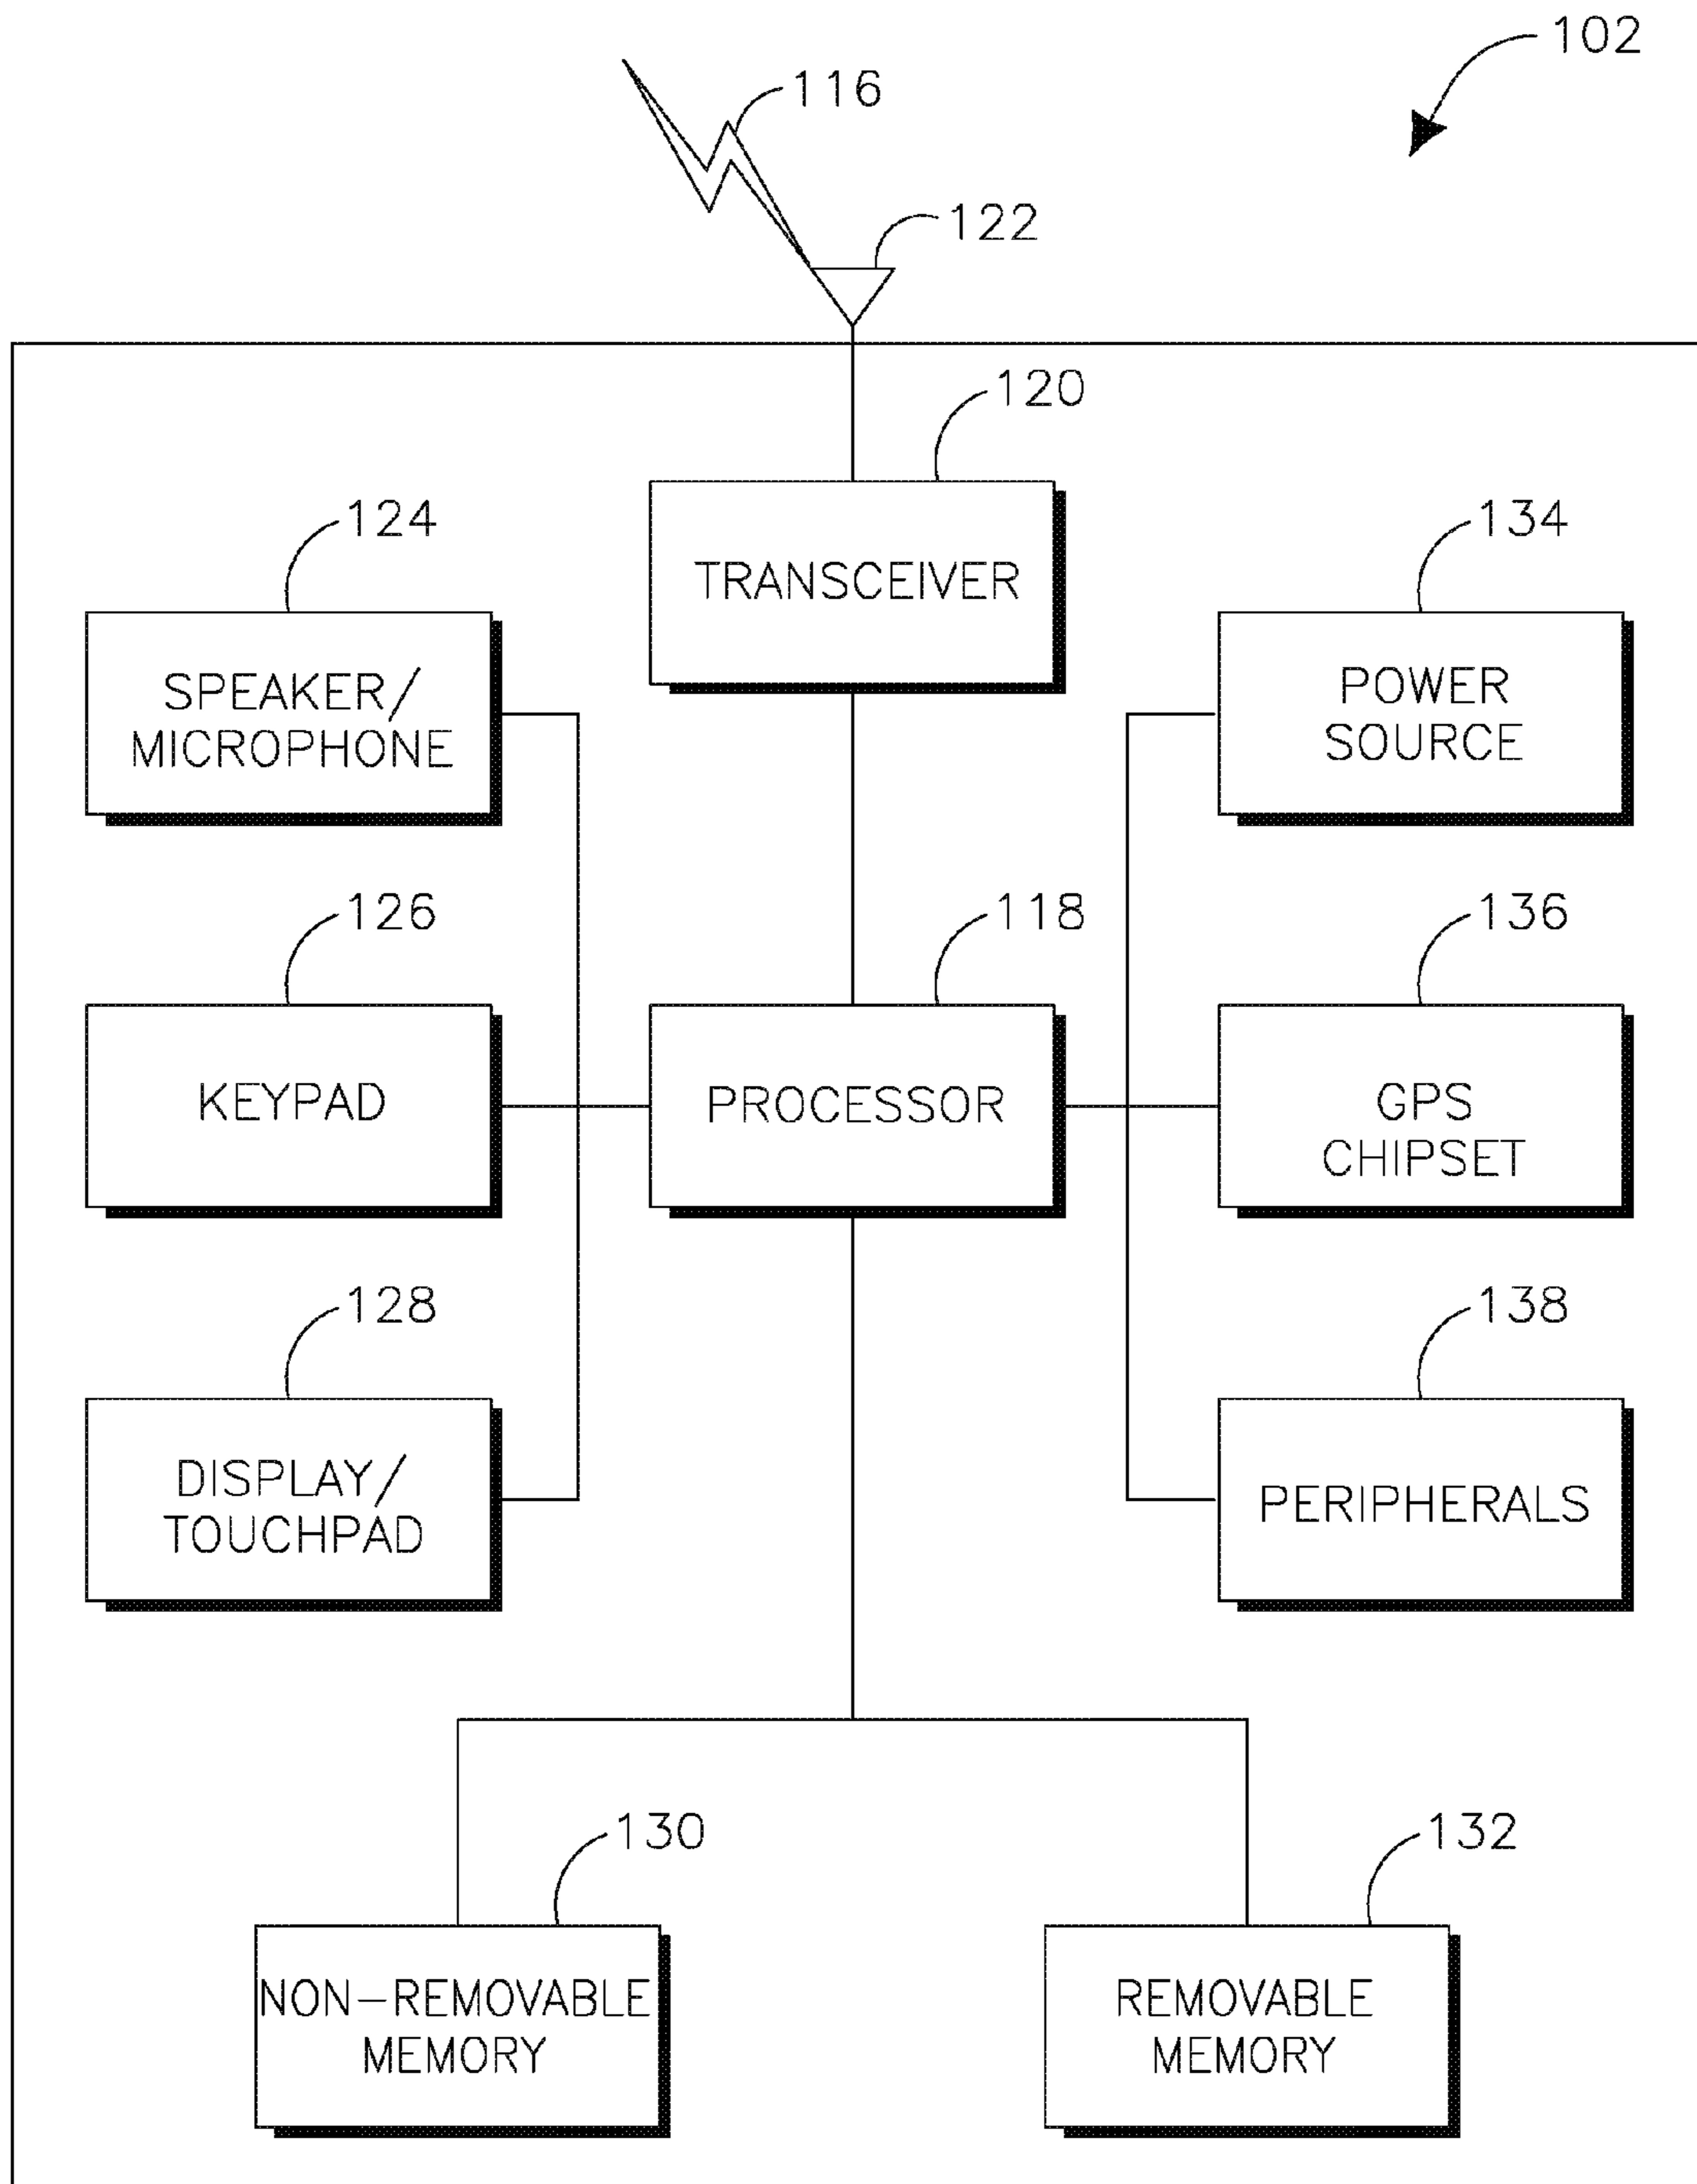 102
116
122
120
TRANSCEIVER
124
SPEAKER/
MICROPHONE
134
POWER
SOURCE
126
KEYPAD
118
PROCESSOR
136
GPS
CHIPSET
128
DISPLAY/
TOUCHPAD
138
PERIPHERALS
130
NON-REMOVABLE
MEMORY
132
REMOVABLE
MEMORY